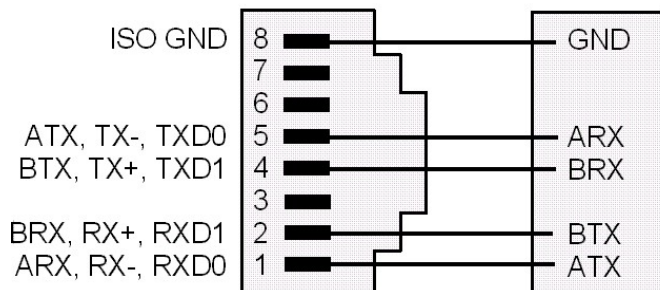 ISO GND 8 GND
7
6
ATX, TX-, TXD0 5 ARX
BTX, TX+, TXD1 4 BRX
3
BRX, RX+, RXD1 2 BTX
ARX, RX-, RXD0 1 ATX